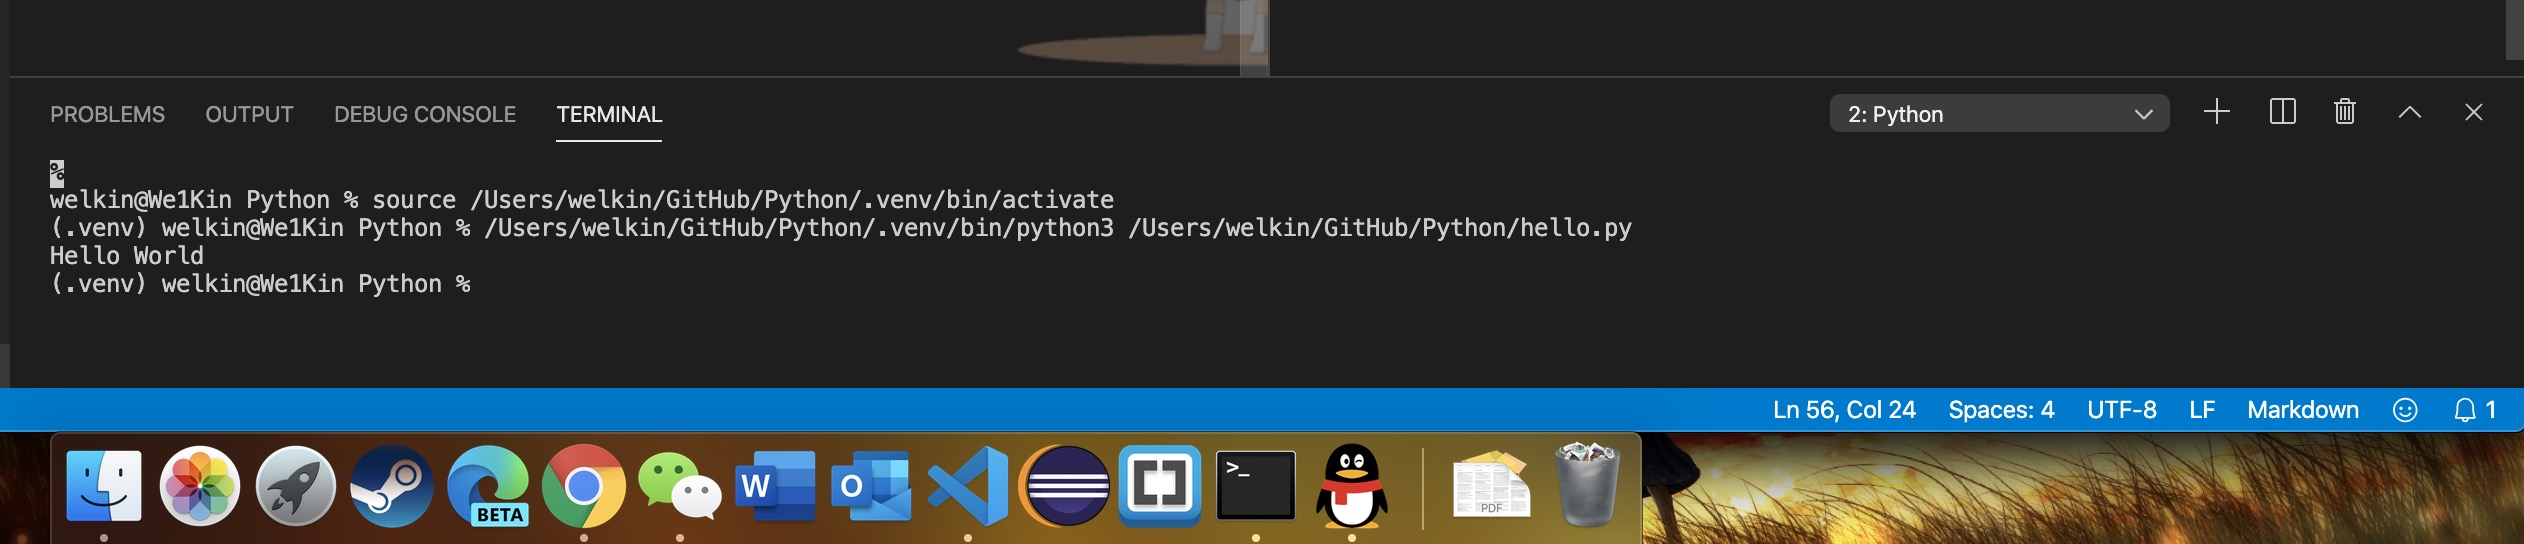 PROBLEMS OUTPUT DEBUG CONSOLE TERMINAL 2: Python
%
welkin@We1Kin Python % source /Users/welkin/GitHub/Python/.venv/bin/activate
(.venv) welkin@We1Kin Python % /Users/welkin/GitHub/Python/.venv/bin/python3 /Users/welkin/GitHub/Python/hello.py
Hello World
(.venv) welkin@We1Kin Python %
Ln 56, Col 24 Spaces: 4 UTF-8 LF Markdown 1
BETA W O >_ PDF